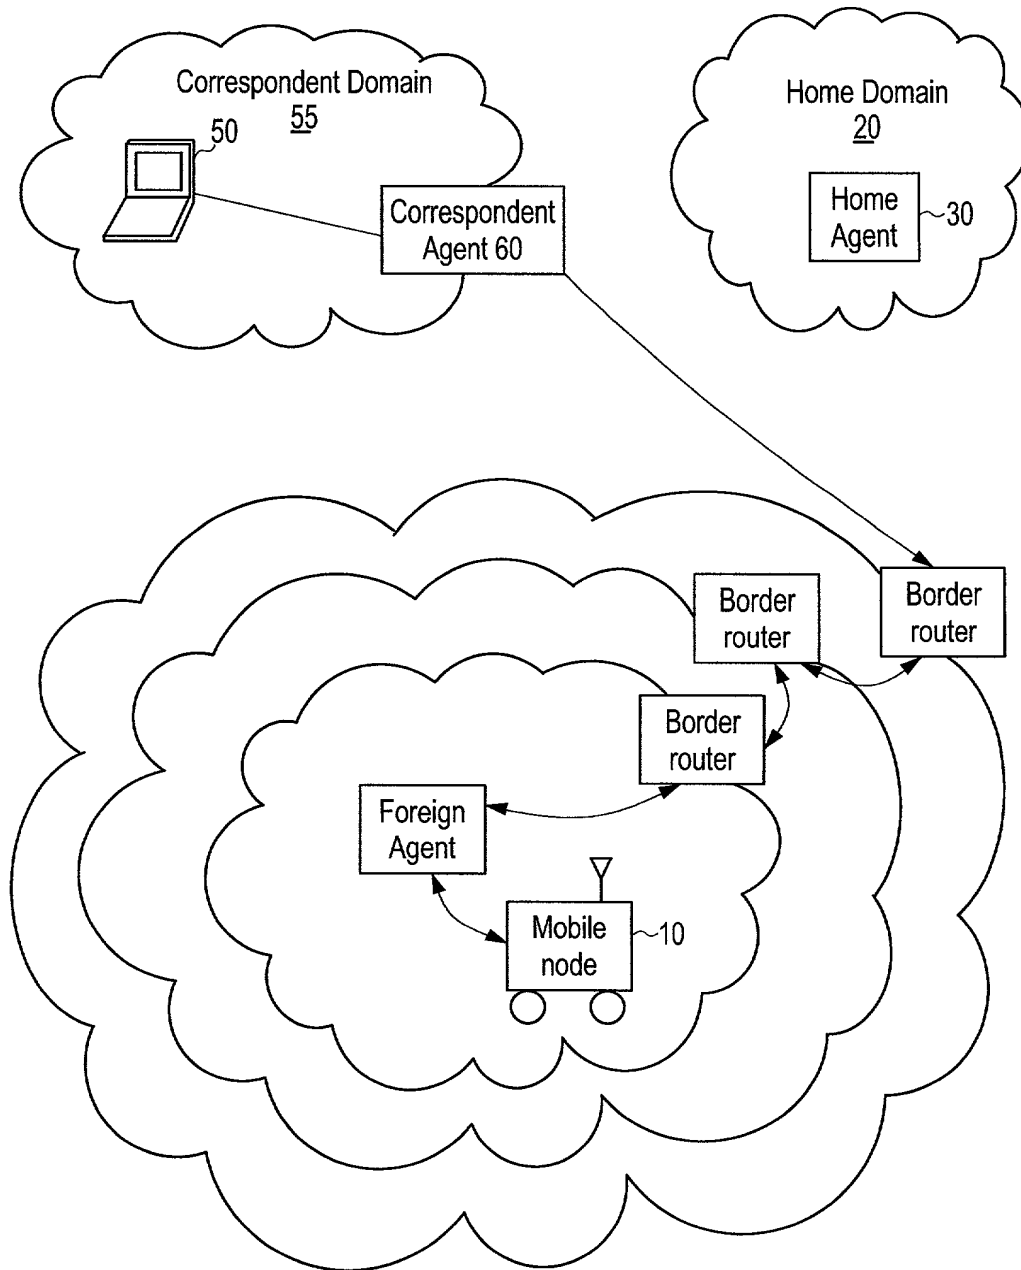 Correspondent Domain
55
50
Correspondent
Agent 60
Home Domain
20
Home
Agent
30
Border
router
Border
router
Border
router
Foreign
Agent
Mobile
node
10